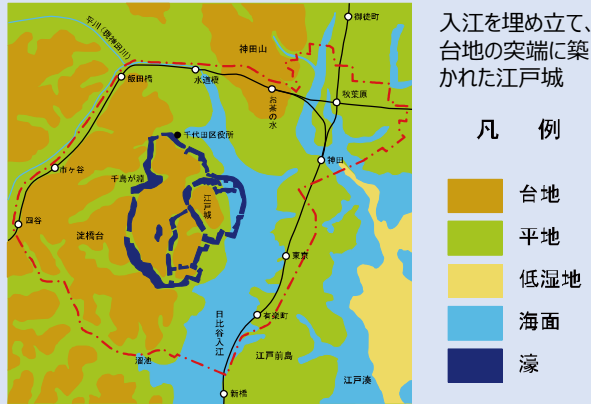 入江を埋め立て、
台地の突端に築
かれた江戸城
凡 例
台地
平地
低湿地
海面
濠
平川(旧神田川)
神田山
御徒町
飯田橋
水道橋
お茶の水
秋葉原
千代田区役所
神田
市ヶ谷
千鳥が淵
江戸城
四谷
淀橋台
東京
日比谷入江
有楽町
溜池
江戸前島
江戸湊
新橋